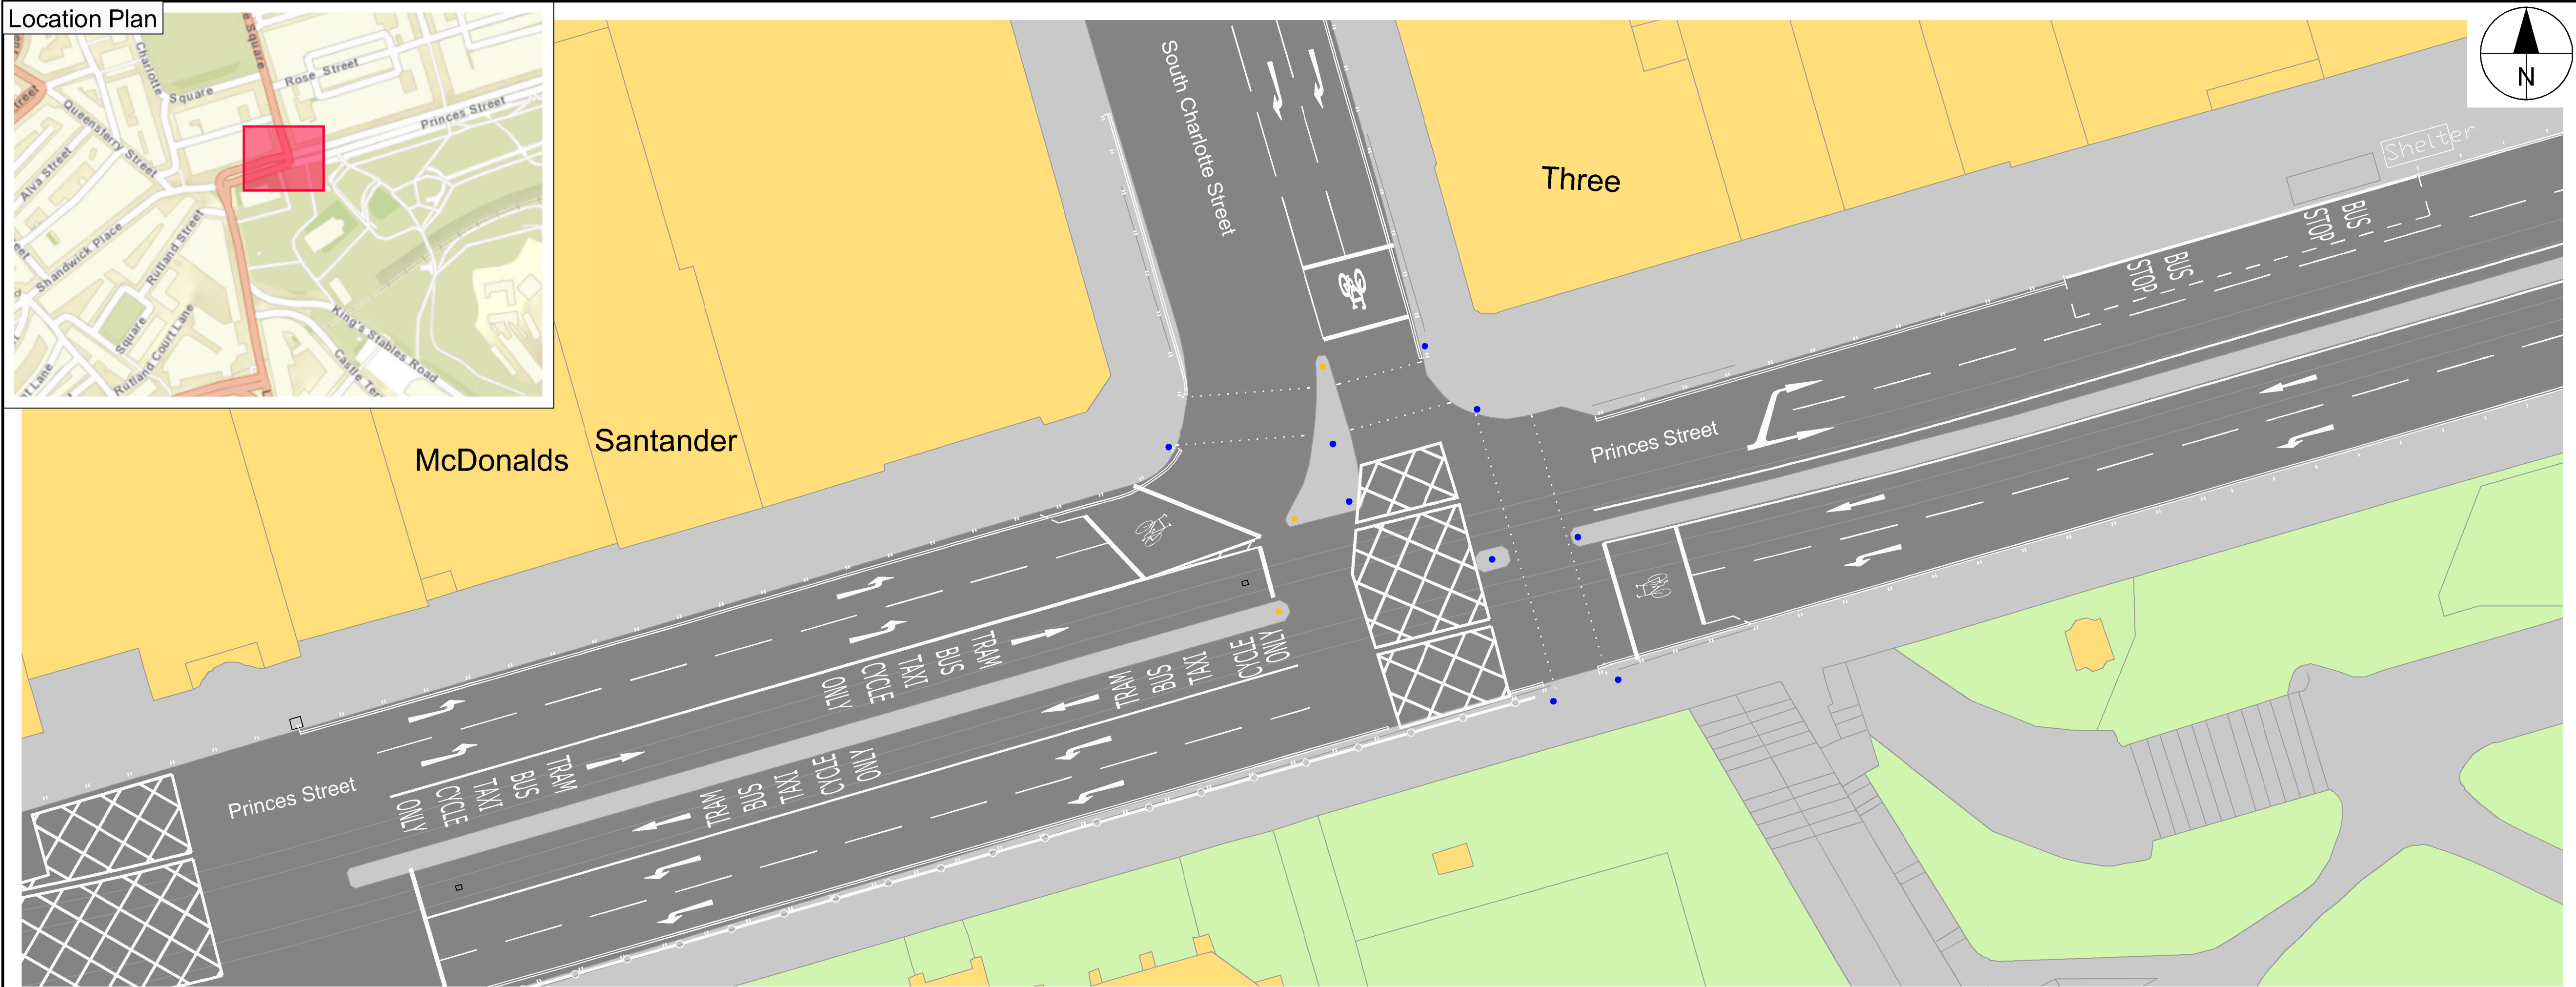 Location Plan
e Square
Charlotte
Square
Rose Street
Princes Street
Queensferry Street
Alva Street
Shandwick Place
Rutland Street
Square
Rutland Court Lane
King's Stables Road
Castle Ter
t Lane
N
South Charlotte Street
Three
Shelter
BUS
STOP
BUS
STOP
Santander
McDonalds
Princes Street
TRAM
BUS
TAXI
CYCLE
ONLY
ONLY
CYCLE
TAXI
BUS
TRAM
Princes Street
TRAM
BUS
TAXI
CYCLE
ONLY
ONLY
CYCLE
TAXI
BUS
TRAM